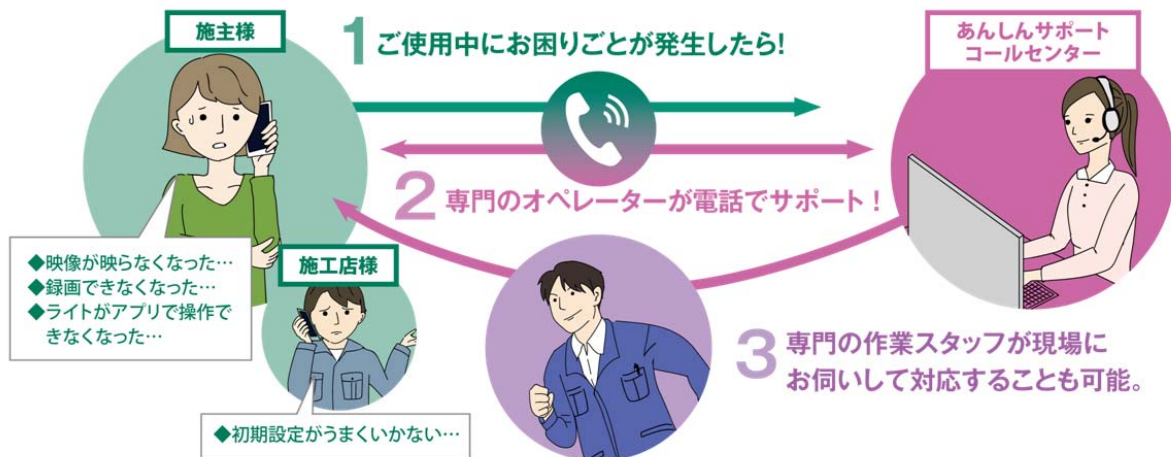 施主様
1 ご使用中にお困りごとが発生したら!
あんしんサポート
コールセンター
2 専門のオペレーターが電話でサポート！
◆映像が映らなくなった…
◆録画できなくなった…
◆ライトがアプリで操作で
きなくなった…
施工店様
◆初期設定がうまくいかない…
3 専門の作業スタッフが現場に
お伺いして対応することも可能。